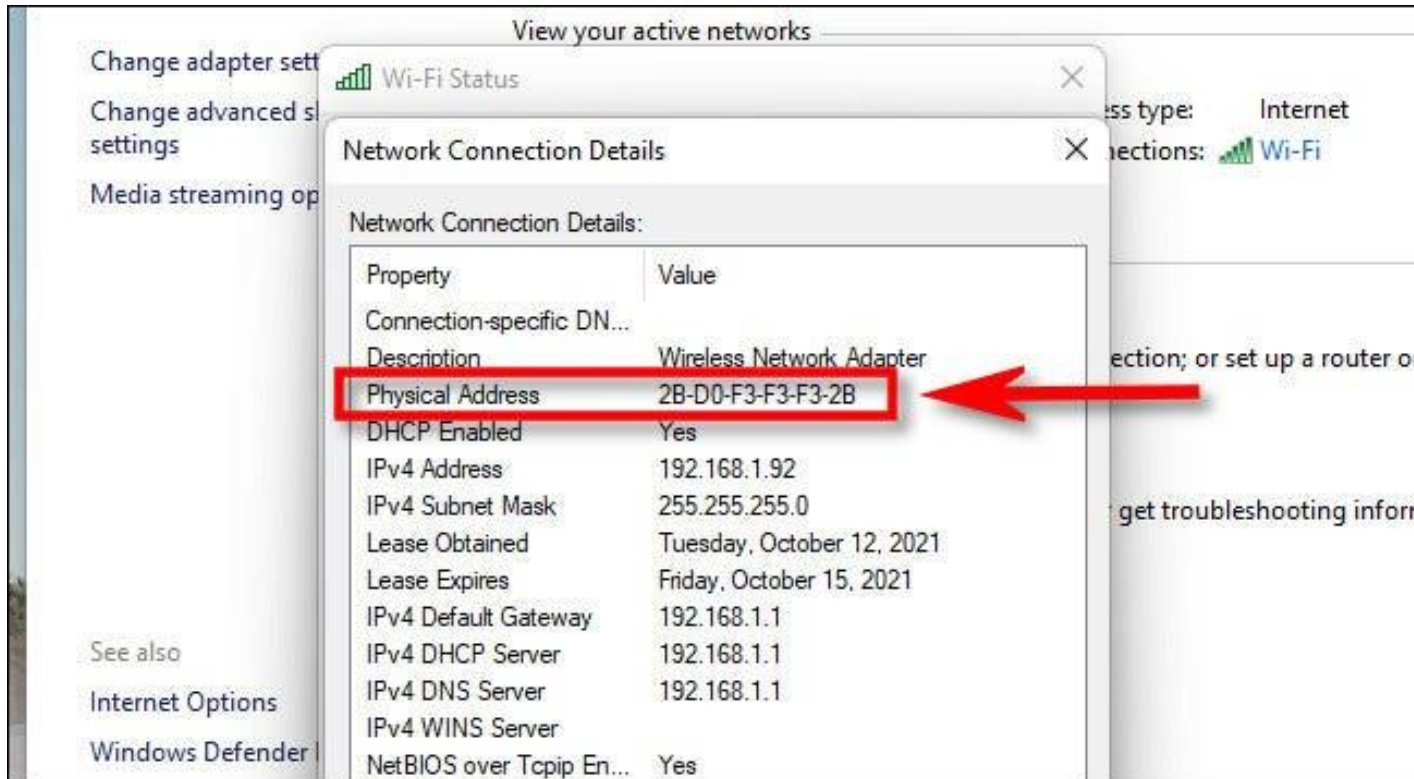 View your active networks
Change adapter sett
Change advanced s
settings
Media streaming op
Wi-Fi Status
ess type: Internet
nections: Wi-Fi
Network Connection Details
Network Connection Details:
Property Value
Connection-specific DN...
Description Wireless Network Adapter
Physical Address 2B-D0-F3-F3-F3-2B
DHCP Enabled Yes
IPv4 Address 192.168.1.92
IPv4 Subnet Mask 255.255.255.0
Lease Obtained Tuesday, October 12, 2021
Lease Expires Friday, October 15, 2021
IPv4 Default Gateway 192.168.1.1
IPv4 DHCP Server 192.168.1.1
IPv4 DNS Server 192.168.1.1
IPv4 WINS Server
NetBIOS over Tcpip En... Yes
ection; or set up a router o
get troubleshooting infor
See also
Internet Options
Windows Defender